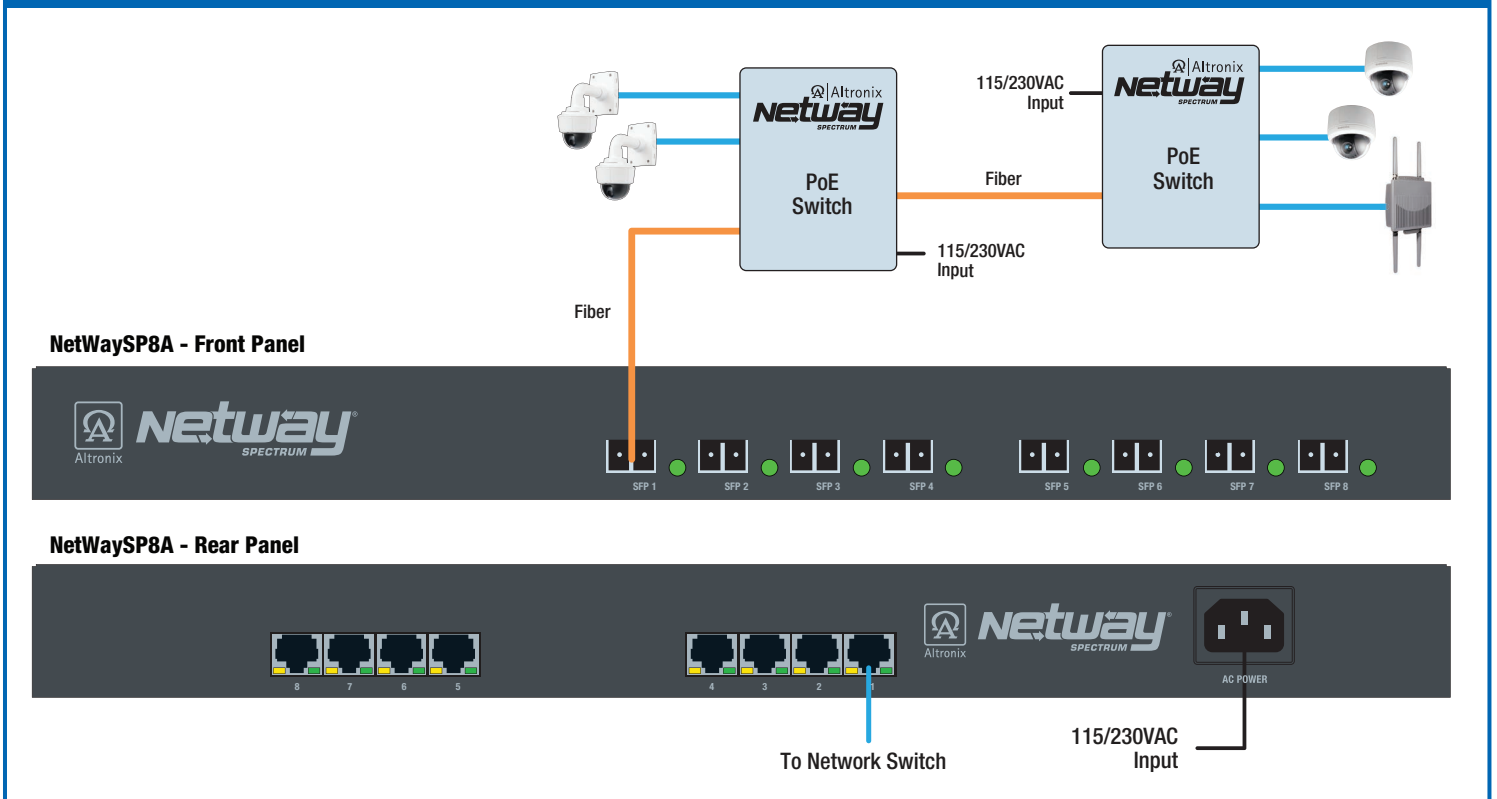 Altronix
Netway
SPECTRUM
PoE
Switch
115/230VAC
Input
Altronix
Netway
SPECTRUM
PoE
Switch
Fiber
115/230VAC
Input
Fiber
NetWaySP8A - Front Panel
Altronix
Netway®
SPECTRUM
SFP 1
SFP 2
SFP 3
SFP 4
SFP 5
SFP 6
SFP 7
SFP 8
NetWaySP8A - Rear Panel
8
7
6
5
4
3
2
1
Altronix
Netway®
SPECTRUM
AC POWER
To Network Switch
115/230VAC
Input